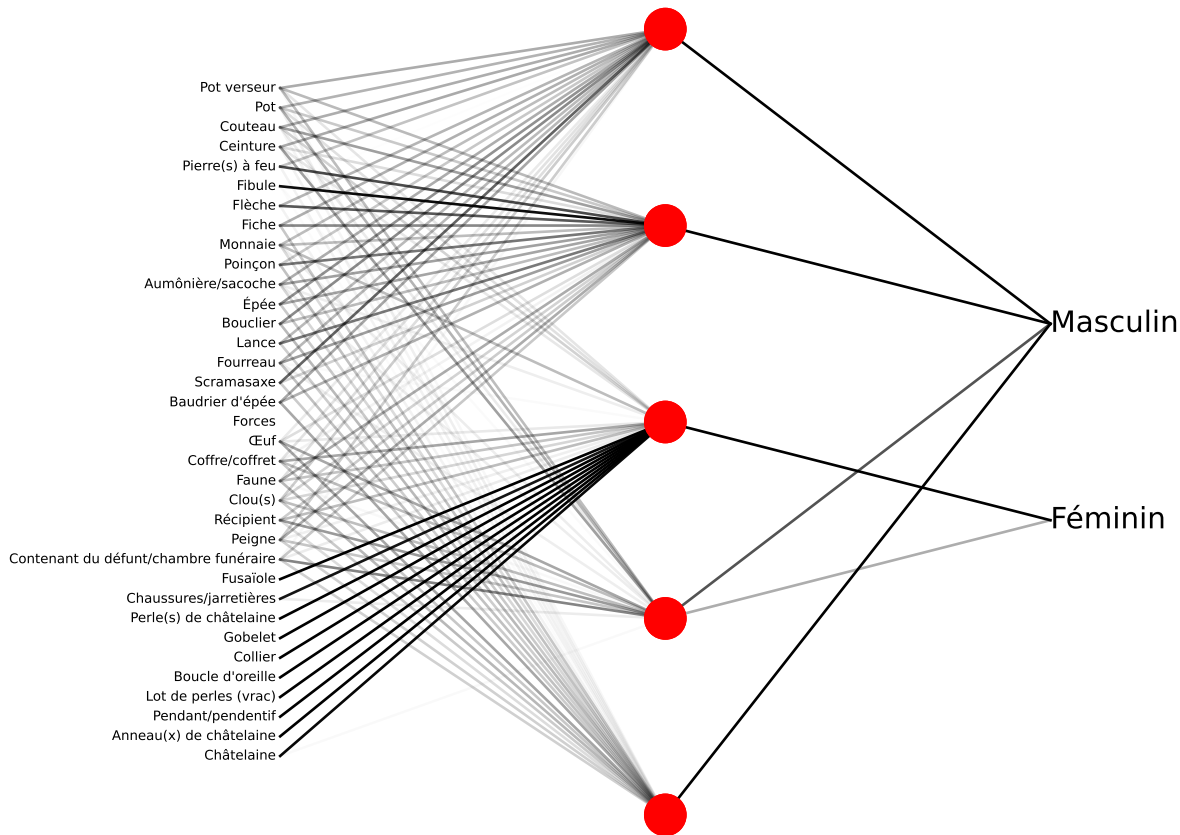 Pot verseur
Pot
Couteau
Ceinture
Pierre(s) à feu
Fibule
Flèche
Fiche
Monnaie
Poinçon
Aumônière/sacoche
Épée
Bouclier
Lance
Fourreau
Scramasaxe
Baudrier d'épée
Forces
Œuf
Coffre/coffret
Faune
Clou(s)
Récipient
Peigne
Contenant du défunt/chambre funéraire
Fusaïole
Chaussures/jarretières
Perle(s) de châtelaine
Gobelet
Collier
Boucle d'oreille
Lot de perles (vrac)
Pendant/pendentif
Anneau(x) de châtelaine
Châtelaine
Masculin
Féminin